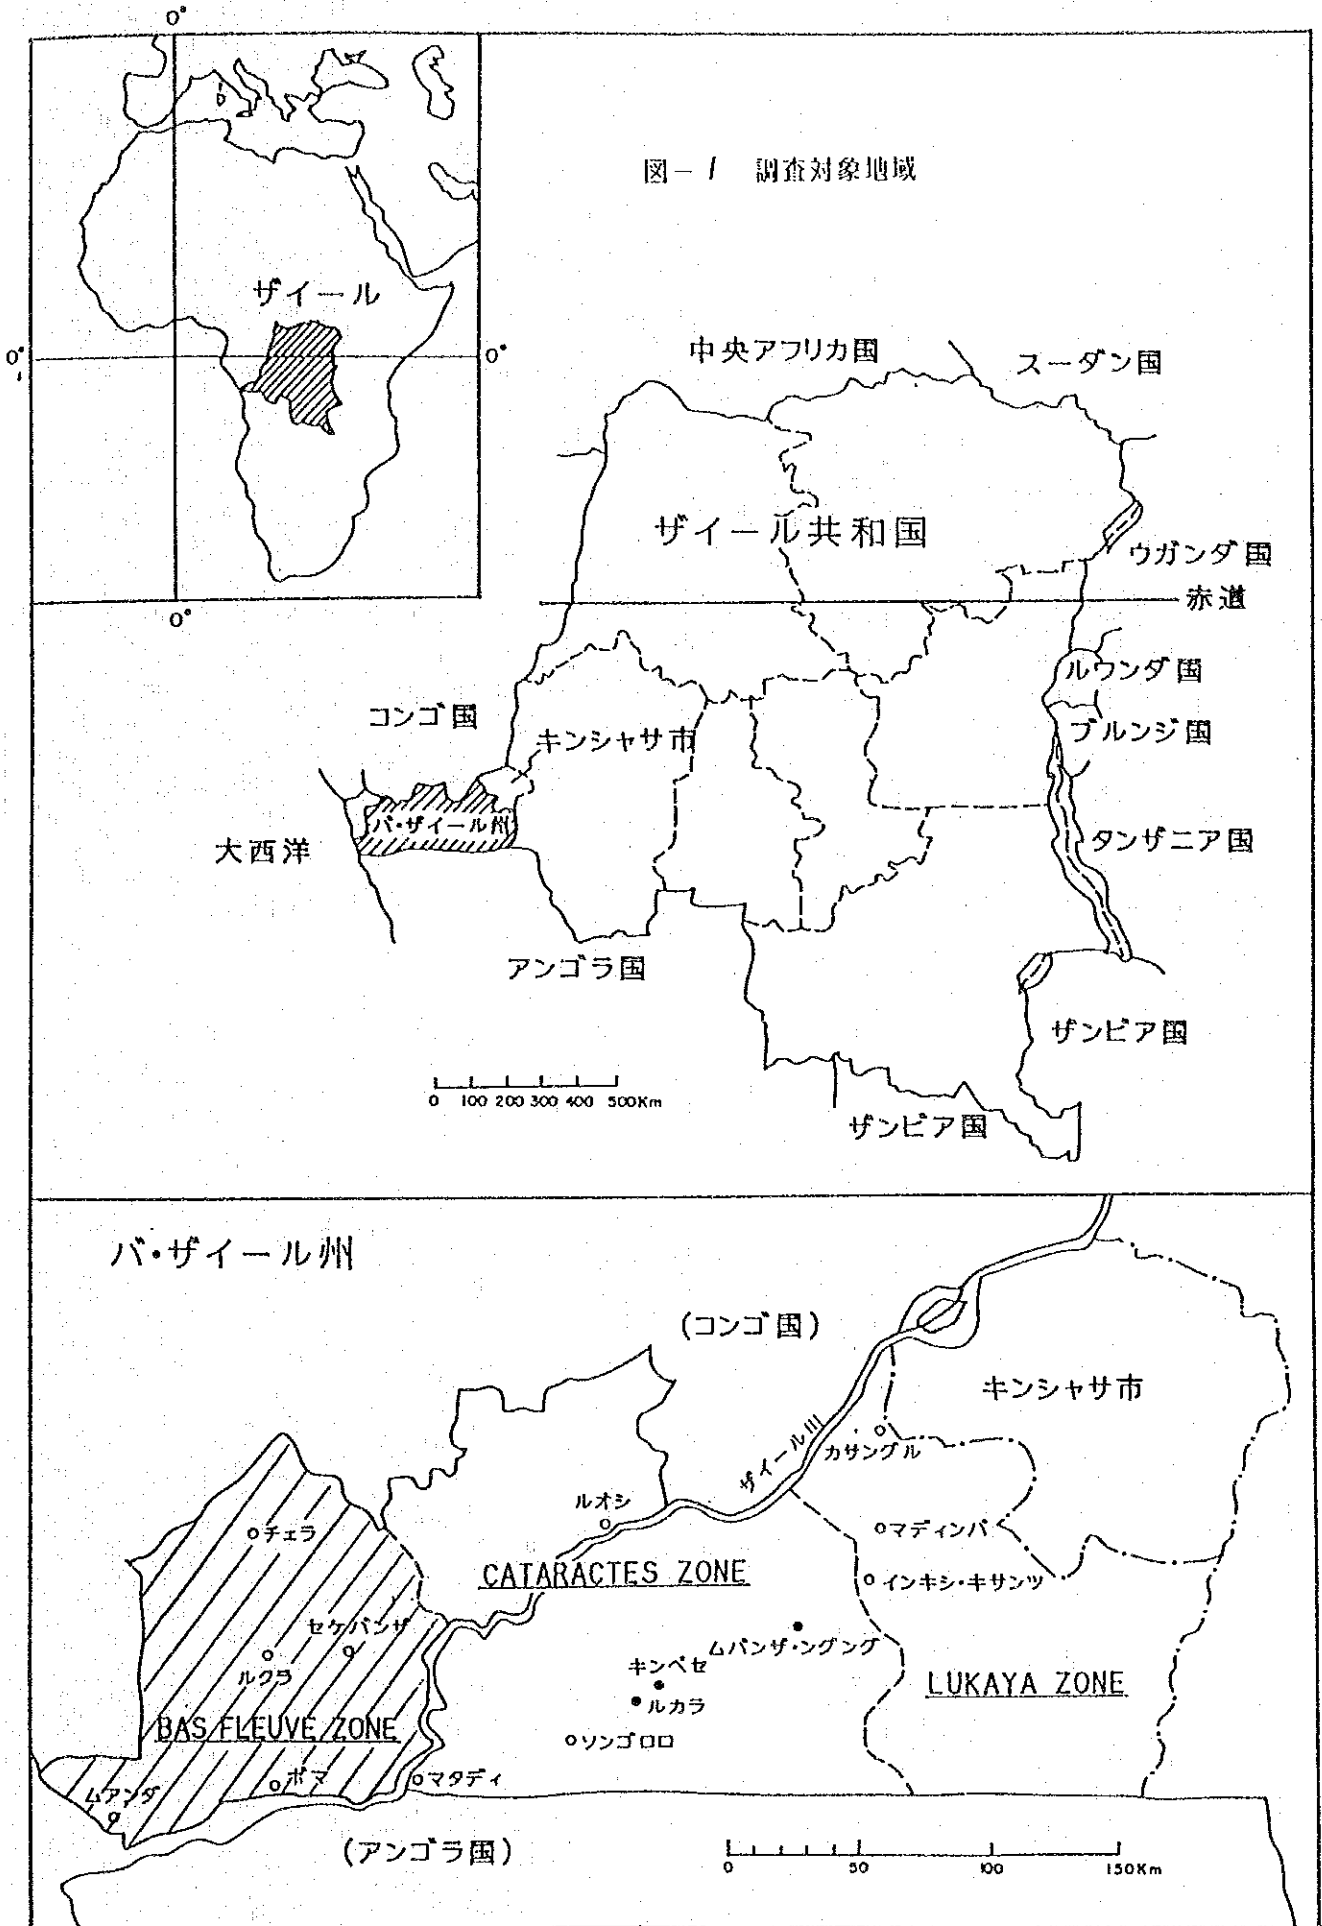 0°
図-1 調査対象地域
ザイール
0°
0°
0°
中央アフリカ国
スーダン国
ザイール共和国
ウガンダ国
赤道
ルワンダ国
コンゴ国
ブルンジ国
キンシャサ市
バ・ザイール州
大西洋
タンザニア国
アンゴラ国
ザンビア国
0 100 200 300 400 500Km
ザンビア国
バ・ザイール州
(コンゴ国)
キンシャサ市
ザイール川
カサングル
ルオシ
チェラ
マディンバ
CATARACTES ZONE
インキシ・キサンツ
セケバンザ
ムバンザ・ングング
ルクラ
キンペセ
LUKAYA ZONE
ルカラ
BAS FLEUVE ZONE
ソンゴロロ
ボマ
マタディ
ムアンダ
(アンゴラ国)
0 50 100 150Km